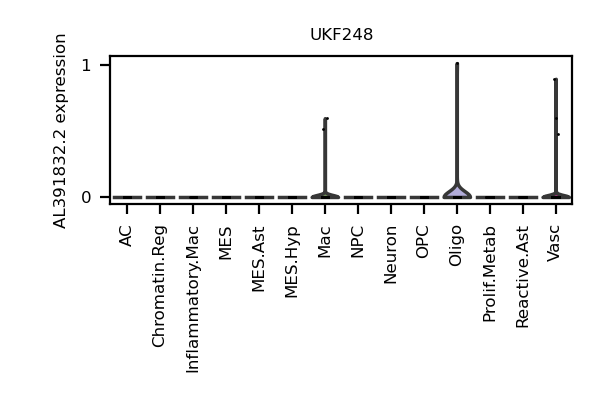 UKF248
AL391832.2 expression
1
0
AC
Chromatin.Reg
Inflammatory.Mac
MES
MES.Ast
MES.Hyp
Mac
NPC
Neuron
OPC
Oligo
Prolif.Metab
Reactive.Ast
Vasc